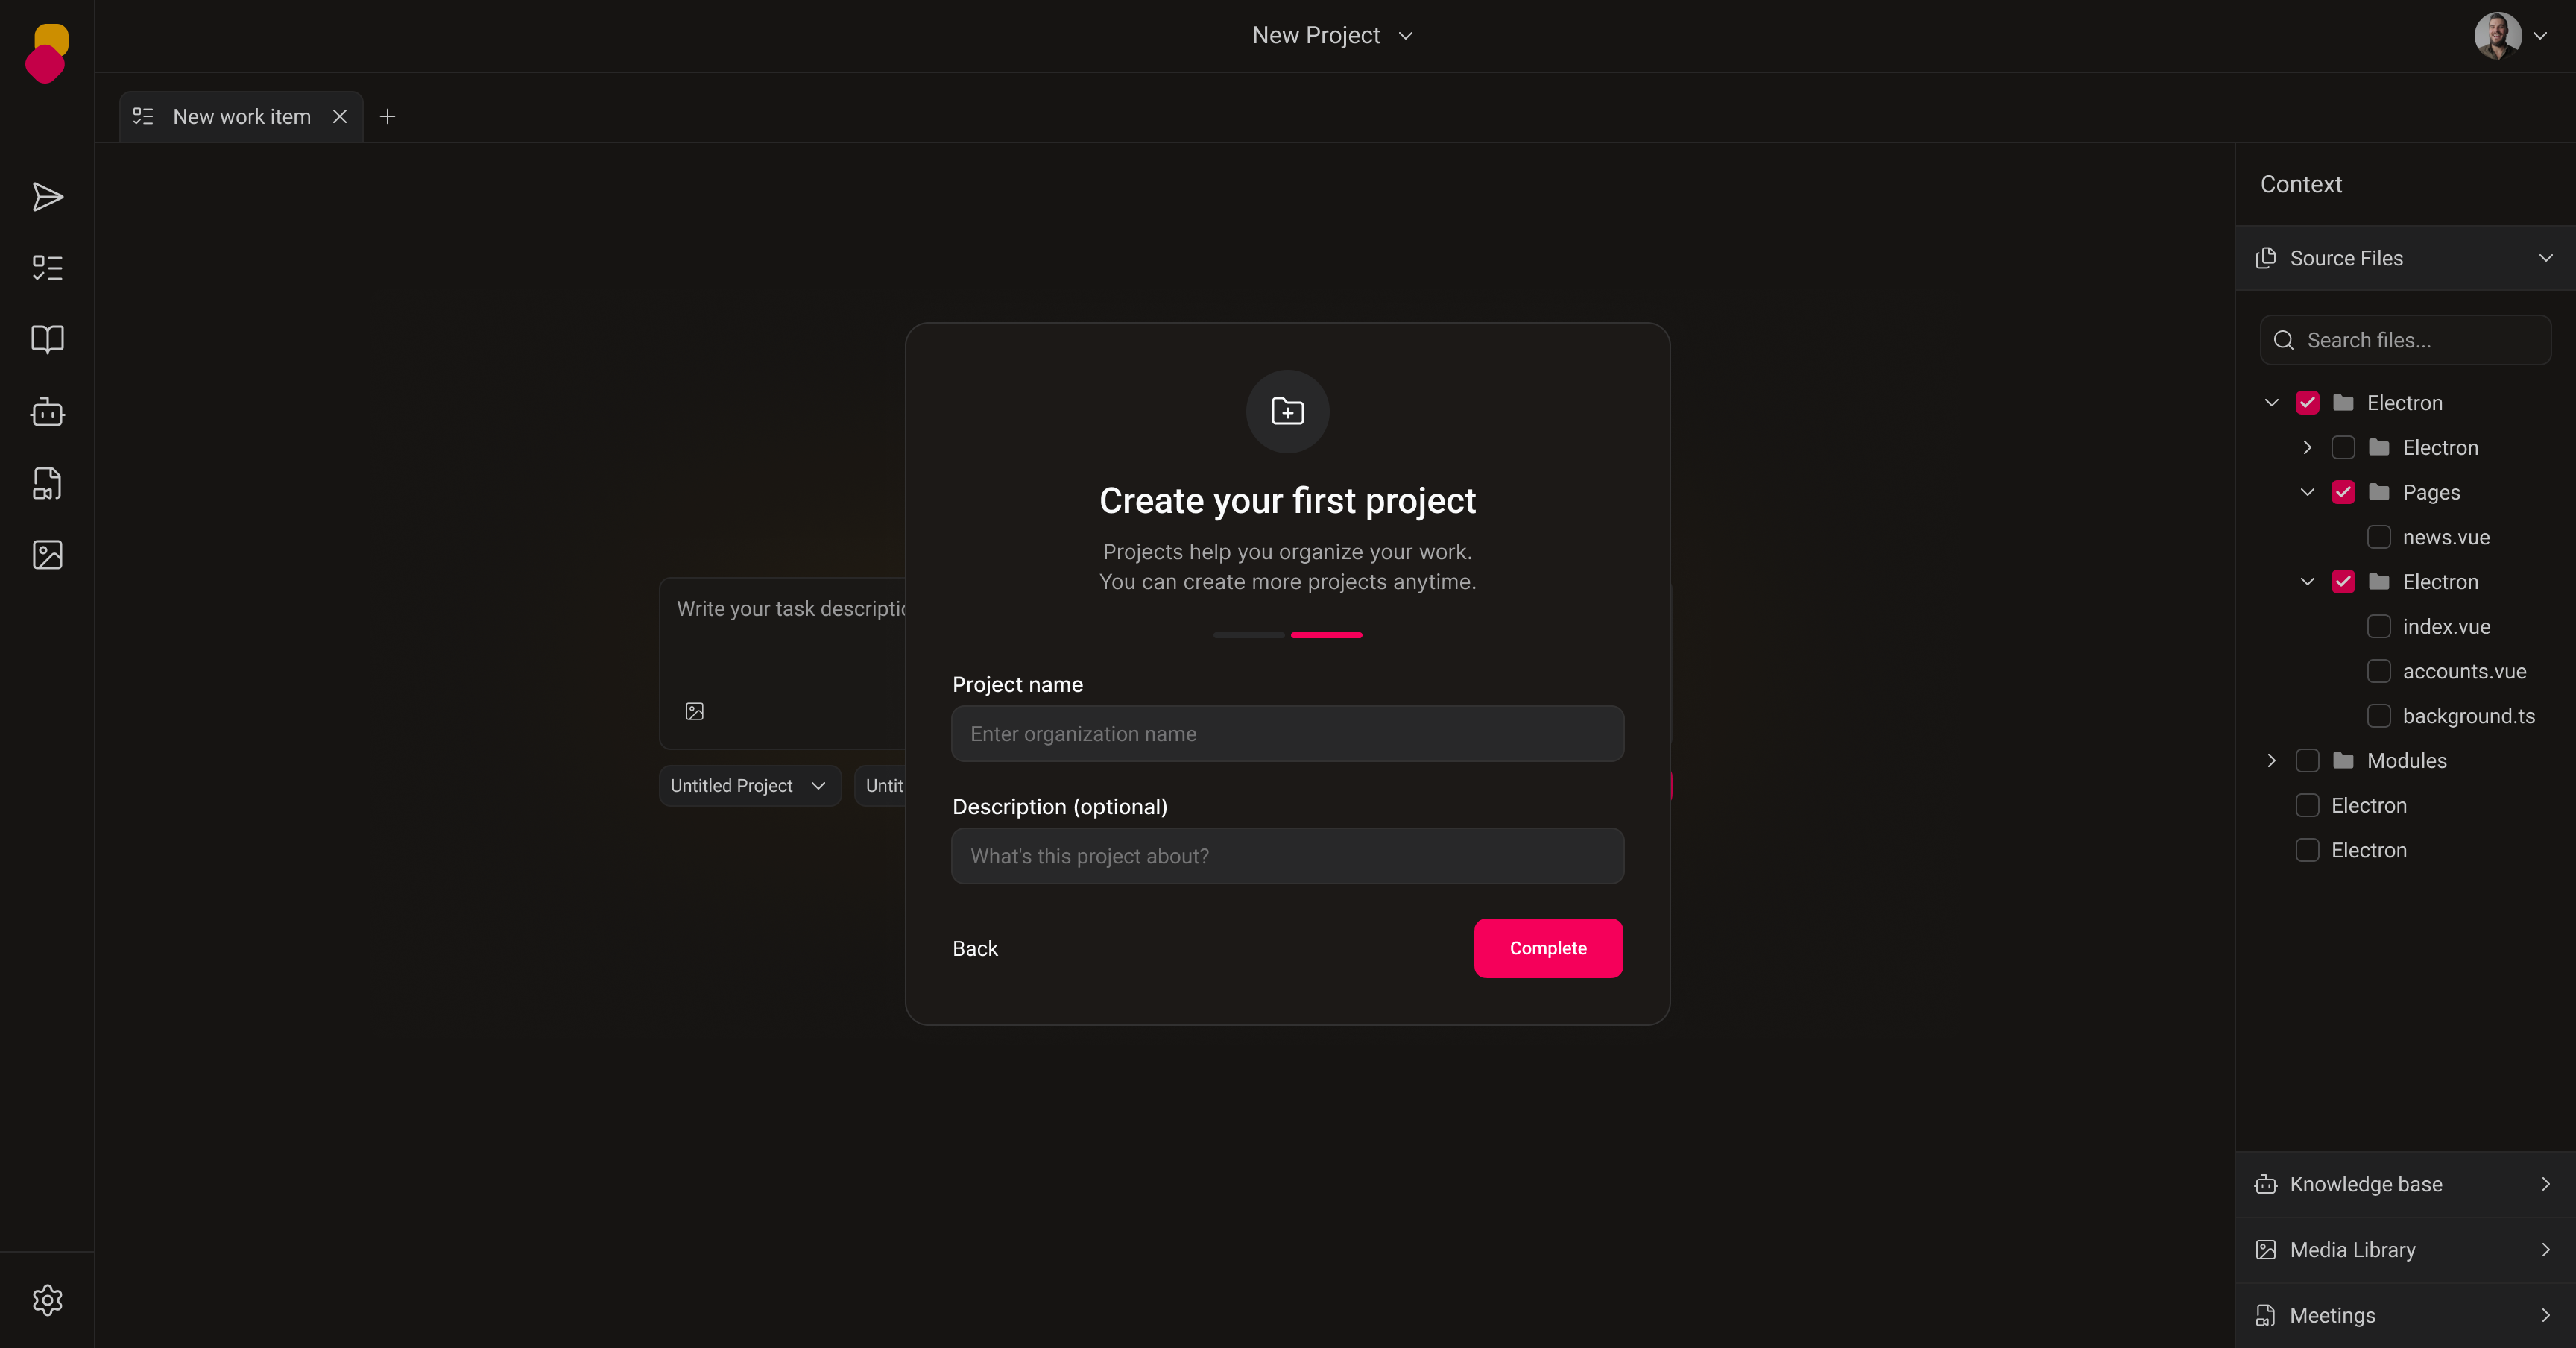 New Project
New work item
Write your task descriptio
Untitled Project
Untit
Create your first project
Projects help you organize your work.
You can create more projects anytime.
Project name
Enter organization name
Description (optional)
What's this project about?
Back
Complete
Context
Source Files
Search files...
Electron
Electron
Pages
news.vue
Electron
index.vue
accounts.vue
background.ts
Modules
Electron
Electron
Knowledge base
Media Library
Meetings